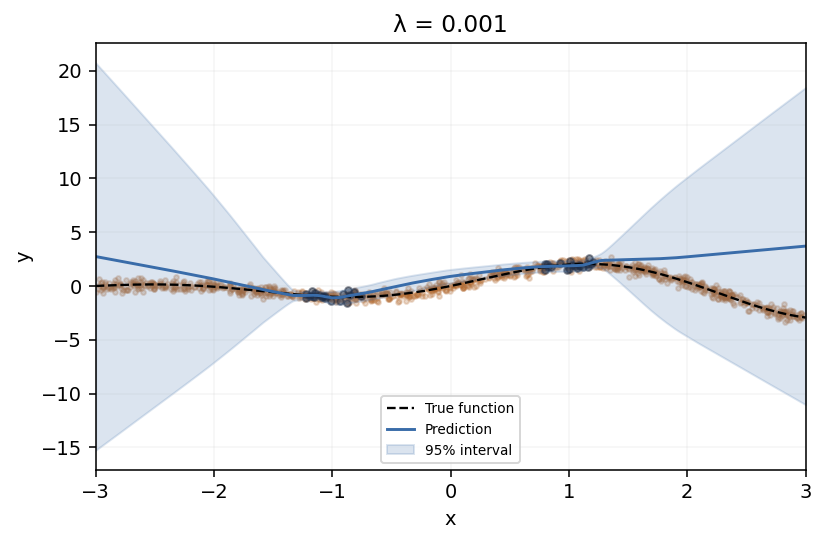 λ = 0.001
y
20
15
10
5
0
−5
−10
−15
True function
Prediction
95% interval
−3
−2
−1
0
1
2
3
x